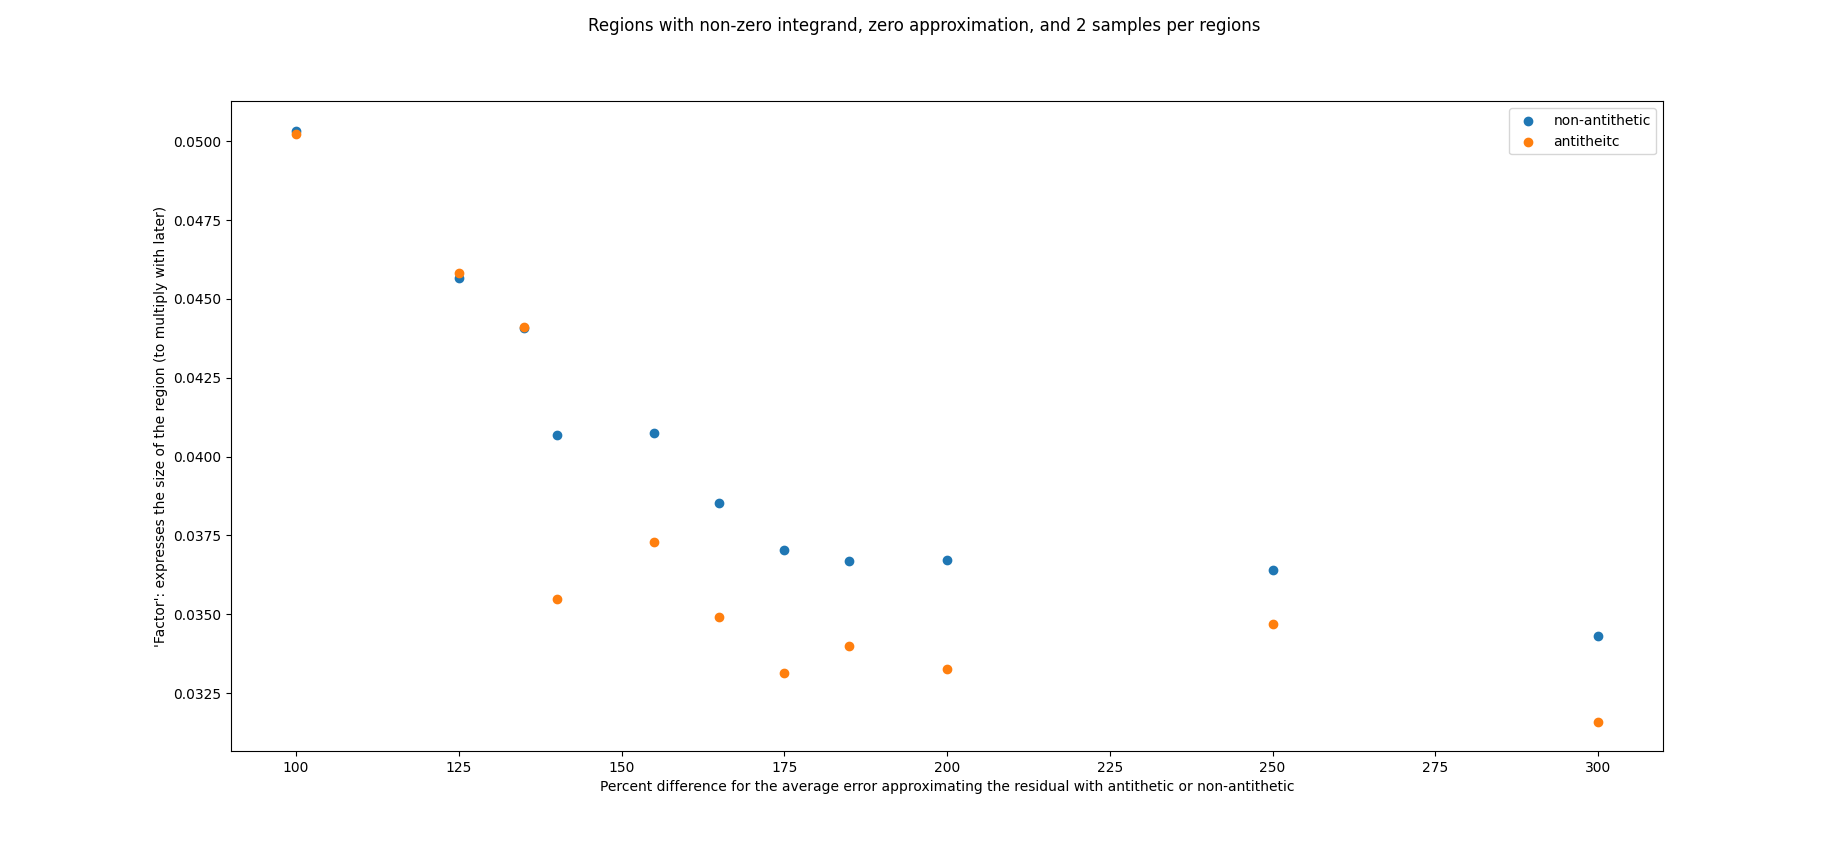 Regions with non-zero integrand, zero approximation, and 2 samples per regions
non-antithetic
antitheitc
'Factor': expresses the size of the region (to multiply with later)
0.0500
0.0475
0.0450
0.0425
0.0400
0.0375
0.0350
0.0325
100 125 150 175 200 225 250 275 300
Percent difference for the average error approximating the residual with antithetic or non-antithetic